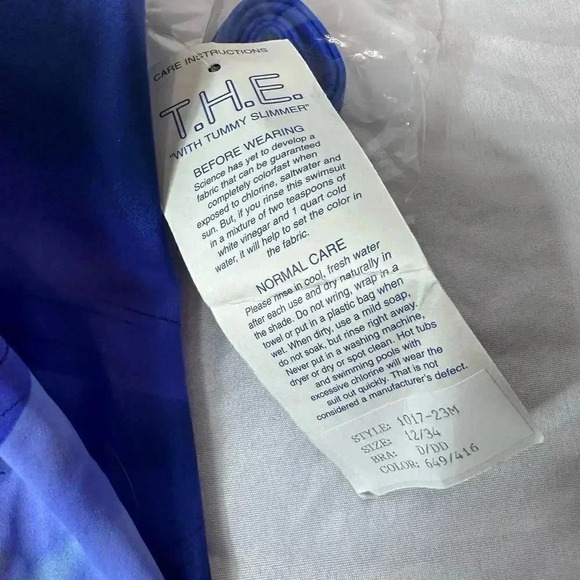 CARE INSTRUCTIONS
T.H.E.
"WITH TUMMY SLIMMER"
BEFORE WEARING
Science has yet to develop a
fabric that can be guaranteed
completely colorfast when
exposed to chlorine, saltwater and
sun. But, if you rinse this swimsuit
in a mixture of two teaspoons of
white vinegar and 1 quart cold
water, it will help to set the color in
the fabric.
NORMAL CARE
Please rinse in cool, fresh water
after each use and dry naturally in
the shade. Do not wring, wrap in a
towel or put in a plastic bag when
wet. When dirty, use a mild soap,
do not soak, but rinse right away.
Never put in a washing machine,
dryer or dry or spot clean. Hot tubs
and swimming pools with
excessive chlorine will wear the
suit out quickly. That is not
considered a manufacturer's defect.
STYLE: 1017-23M
SIZE: 12/34
BRA: D/DD
COLOR: 649/416